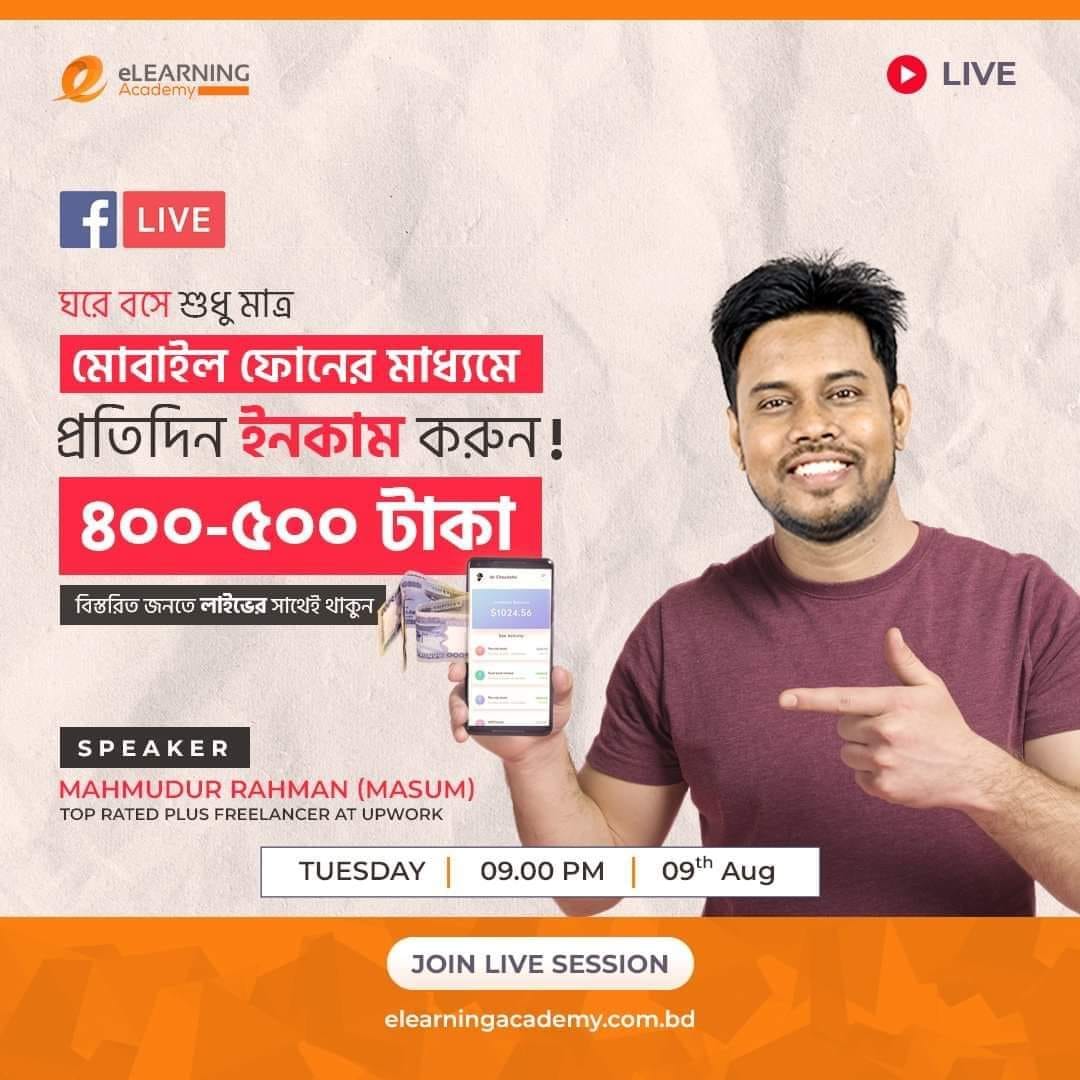 eLEARNING
Academy
LIVE
f LIVE
ঘরে বসে শুধু মাত্র
মোবাইল ফোনের মাধ্যমে
প্রতিদিন ইনকাম করুন!
৪০০-৫০০ টাকা
বিস্তরিত জনতে লাইভের সাথেই থাকুন
$1024.56
SPEAKER
MAHMUDUR RAHMAN (MASUM)
TOP RATED PLUS FREELANCER AT UPWORK
TUESDAY | 09.00 PM | 09th Aug
JOIN LIVE SESSION
elearningacademy.com.bd